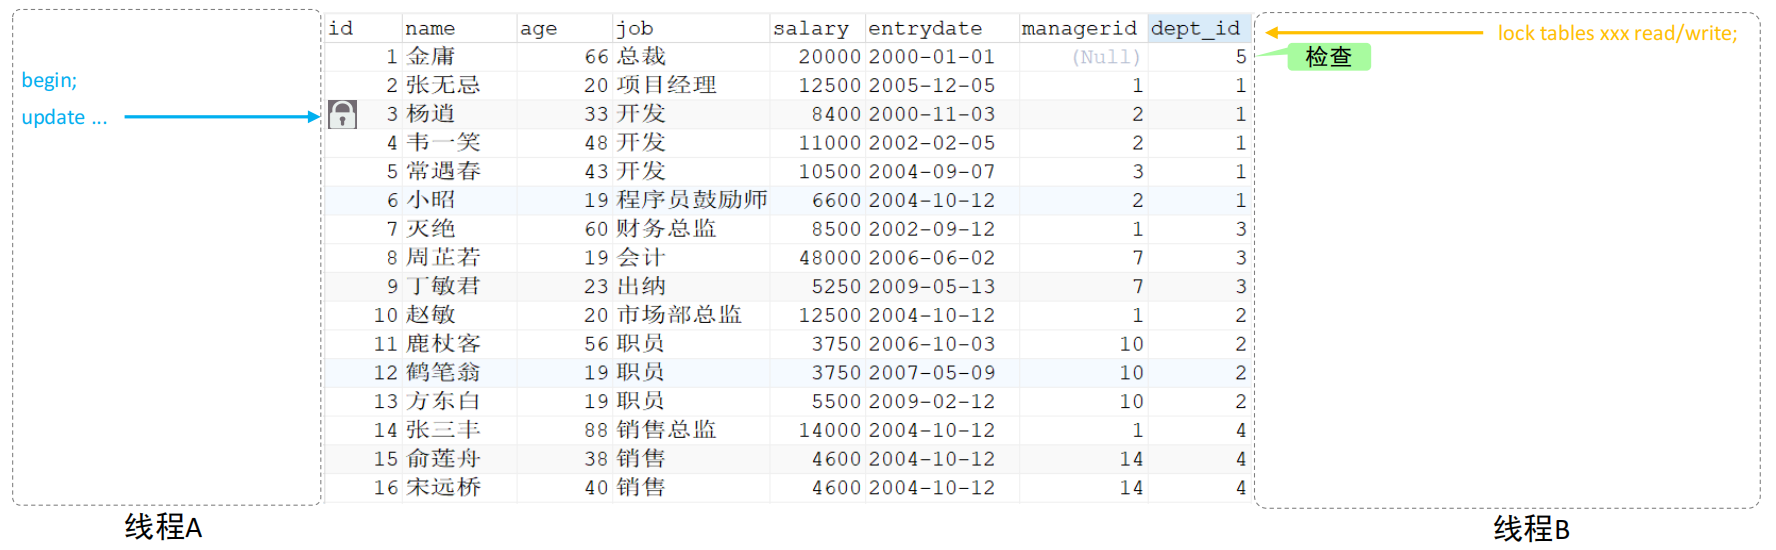 id name age job salary entrydate managerid dept_id
lock tables xxx read/write;
1 金庸 66 总裁 20000 2000-01-01 (Null) 5
检查
begin;
2 张无忌 20 项目经理 12500 2005-12-05 1 1
update ...
3 杨逍 33 开发 8400 2000-11-03 2 1
4 韦一笑 48 开发 11000 2002-02-05 2 1
5 常遇春 43 开发 10500 2004-09-07 3 1
6 小昭 19 程序员鼓励师 6600 2004-10-12 2 1
7 灭绝 60 财务总监 8500 2002-09-12 1 3
8 周芷若 19 会计 48000 2006-06-02 7 3
9 丁敏君 23 出纳 5250 2009-05-13 7 3
10 赵敏 20 市场部总监 12500 2004-10-12 1 2
11 鹿杖客 56 职员 3750 2006-10-03 10 2
12 鹤笔翁 19 职员 3750 2007-05-09 10 2
13 方东白 19 职员 5500 2009-02-12 10 2
14 张三丰 88 销售总监 14000 2004-10-12 1 4
15 俞莲舟 38 销售 4600 2004-10-12 14 4
16 宋远桥 40 销售 4600 2004-10-12 14 4
线程A
线程B